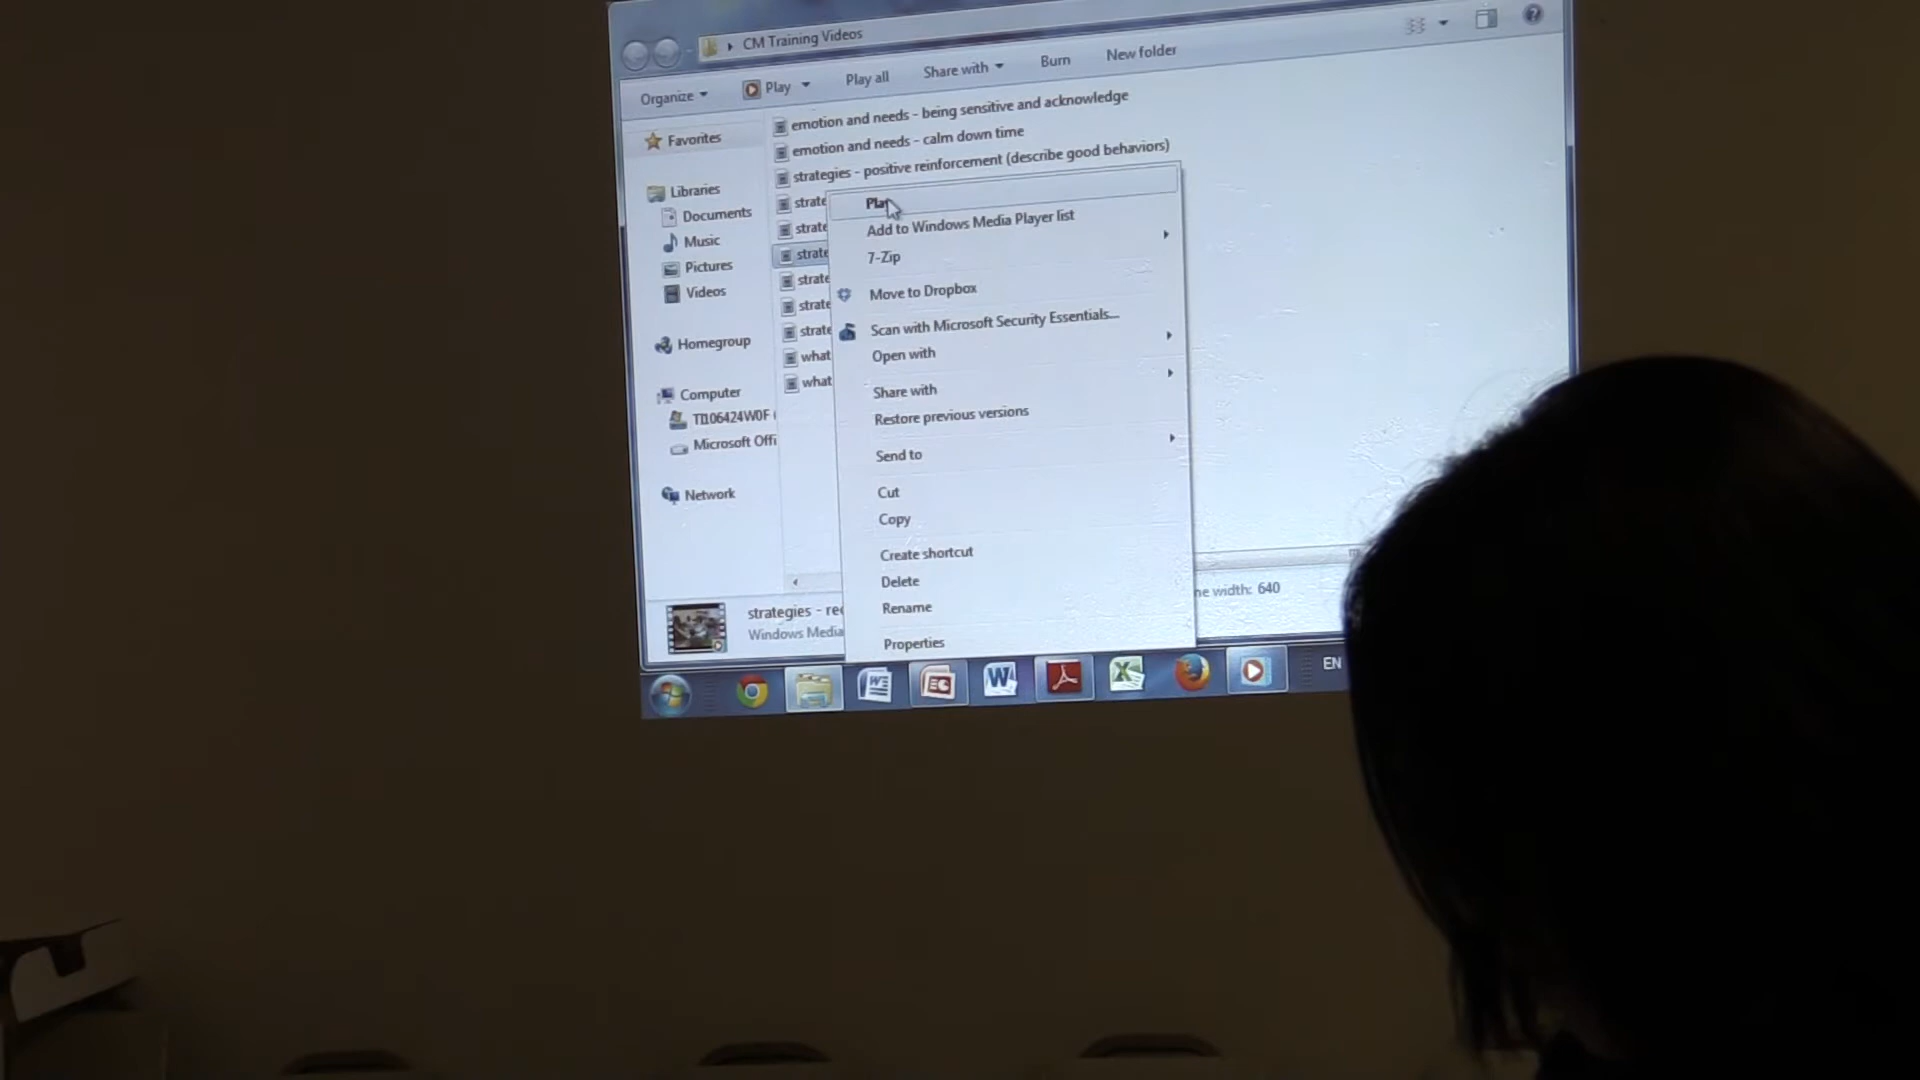 CM Training Videos
Organize Play Play all Share with Burn New folder
Favorites
Libraries
Documents
Music
Pictures
Videos
Homegroup
Computer
TI106424W0F
Microsoft Offi
Network
emotion and needs - being sensitive and acknowledge
emotion and needs - calm down time
strategies - positive reinforcement (describe good behaviors)
strate
strate
strate
strate
strate
strate
what
what
Play
Add to Windows Media Player list
7-Zip
Move to Dropbox
Scan with Microsoft Security Essentials...
Open with
Share with
Restore previous versions
Send to
Cut
Copy
Create shortcut
Delete
Rename
Properties
strategies - re
Windows Media
ne width: 640
EN